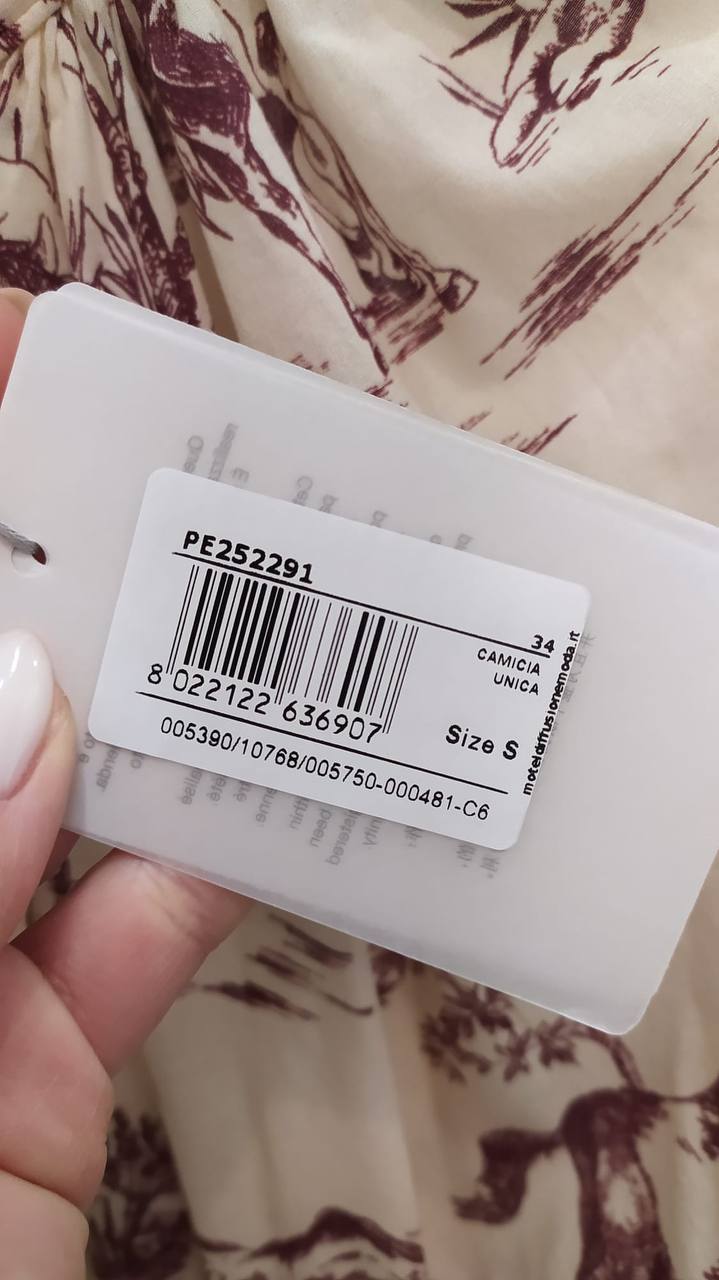 PE252291
34
CAMICIA
UNICA
8 022122 636907
Size S
005390/10768/005750-000481-C6
moteldiffusionemoda.it